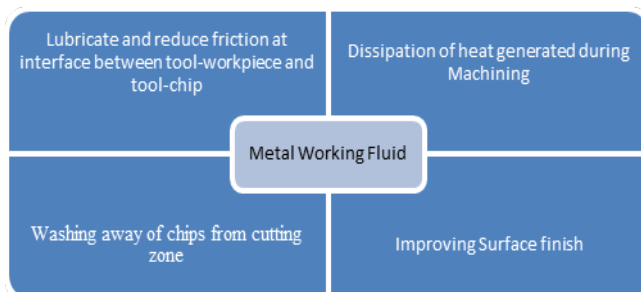 Lubricate and reduce friction at
interface between tool-workpiece and
tool-chip
Dissipation of heat generated during
Machining
Metal Working Fluid
Washing away of chips from cutting
zone
Improving Surface finish